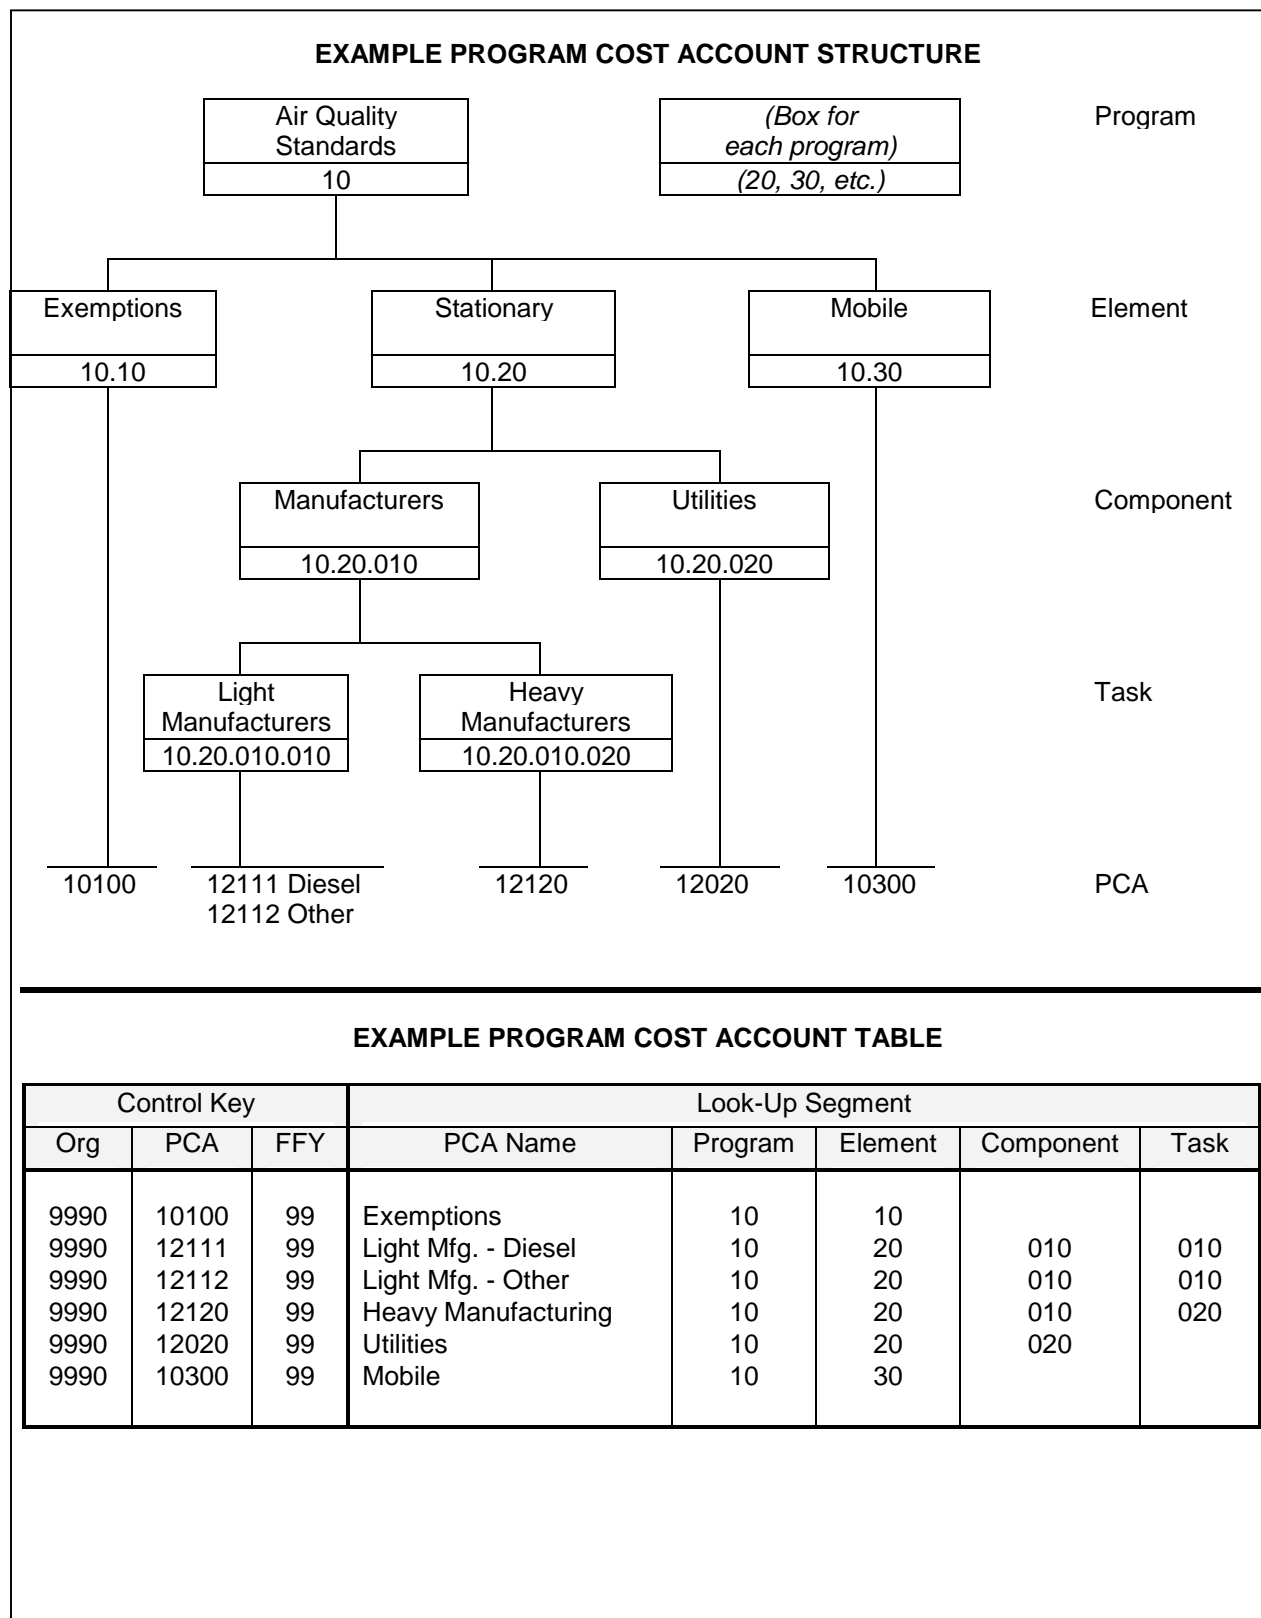 EXAMPLE PROGRAM COST ACCOUNT STRUCTURE
Air Quality
Standards
10
(Box for
each program)
(20, 30, etc.)
Program
Exemptions
10.10
Stationary
10.20
Mobile
10.30
Element
Manufacturers
10.20.010
Utilities
10.20.020
Component
Light
Manufacturers
10.20.010.010
Heavy
Manufacturers
10.20.010.020
Task
10100
12111 Diesel
12112 Other
12120
12020
10300
PCA
EXAMPLE PROGRAM COST ACCOUNT TABLE
Control Key Look-Up Segment
Org PCA FFY PCA Name Program Element Component Task
9990 10100 99 Exemptions 10 10
9990 12111 99 Light Mfg. - Diesel 10 20 010 010
9990 12112 99 Light Mfg. - Other 10 20 010 010
9990 12120 99 Heavy Manufacturing 10 20 010 020
9990 12020 99 Utilities 10 20 020
9990 10300 99 Mobile 10 30